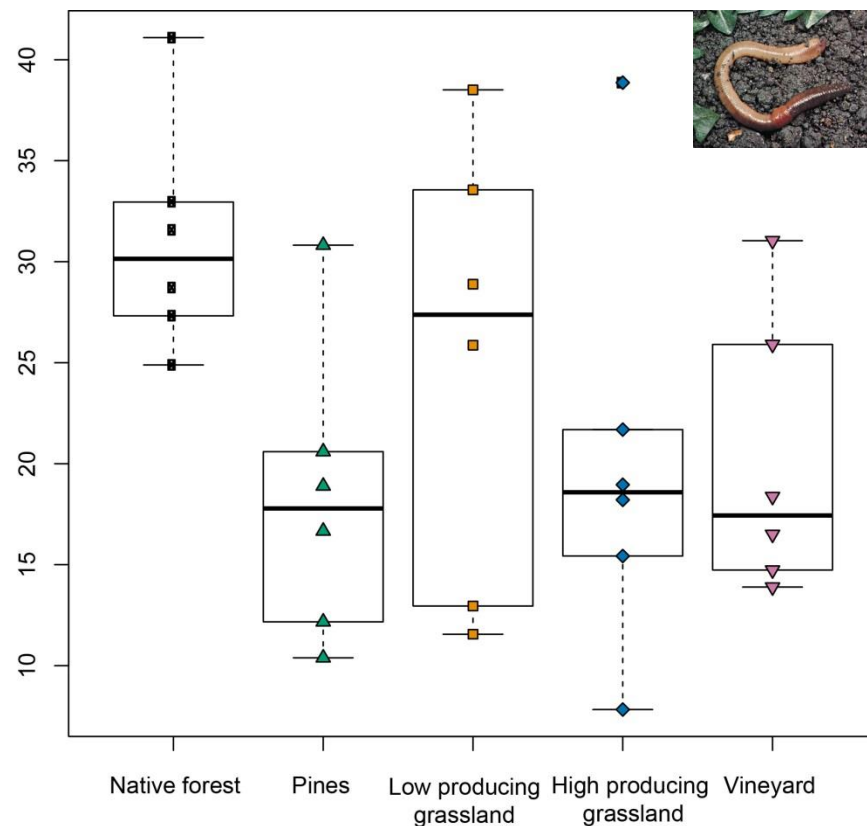 40
35
30
25
20
15
10
Native forest
Pines
Low producing
grassland
High producing
grassland
Vineyard